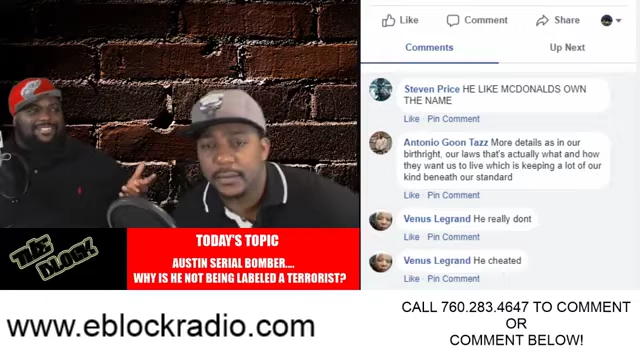 Like
Comment
Share
Comments
Up Next
Steven Price HE LIKE MCDONALDS OWN
THE NAME
Like · Pin Comment
Antonio Goon Tazz More details as in our
birthright, our laws that's actually what and how
they want us to live which is keeping a lot of our
kind beneath our standard
Like · Pin Comment
Venus Legrand He really dont
Like · Pin Comment
Venus Legrand He cheated
Like · Pin Comment
THE BLOCK
TODAY'S TOPIC
AUSTIN SERIAL BOMBER....
WHY IS HE NOT BEING LABELED A TERRORIST?
www.eblockradio.com
CALL 760.283.4647 TO COMMENT
OR
COMMENT BELOW!